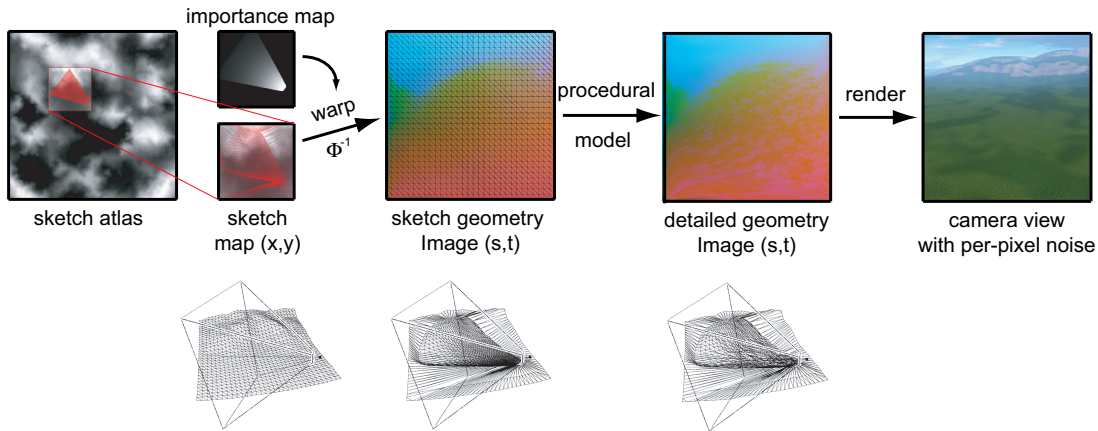 importance map
warp
Φ⁻¹
procedural
model
render
sketch atlas
sketch
map (x,y)
sketch geometry
Image (s,t)
detailed geometry
Image (s,t)
camera view
with per-pixel noise